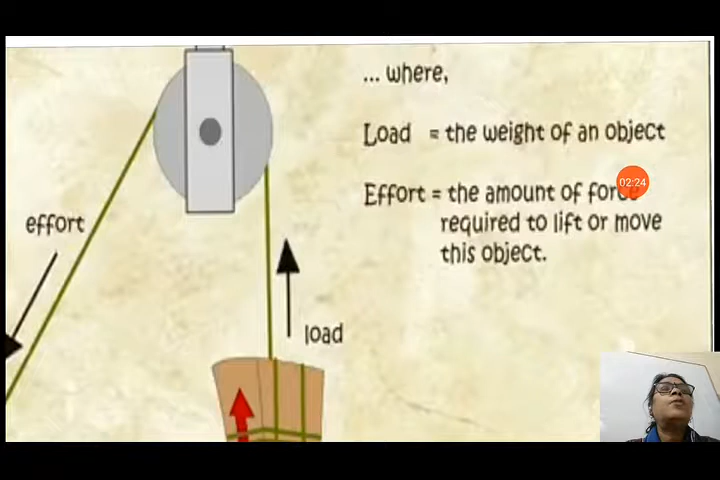 ... where,
Load = the weight of an object
02:24
Effort = the amount of force
required to lift or move
this object.
effort
load